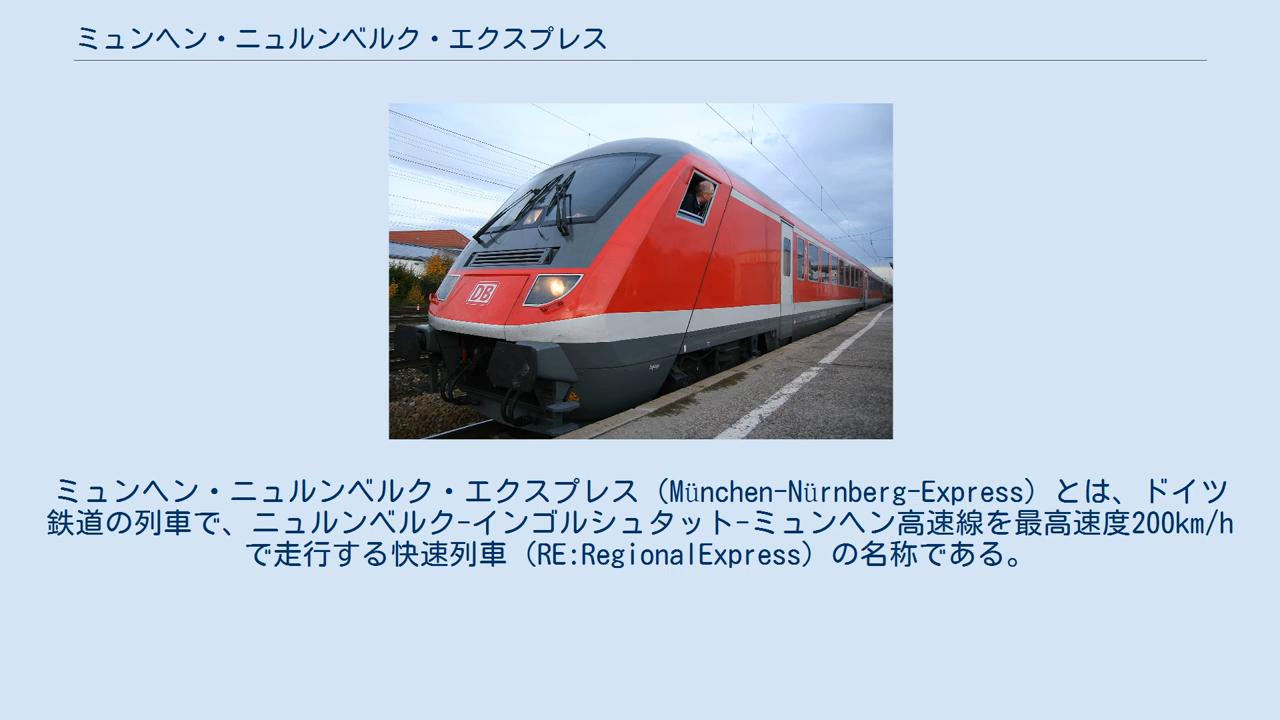 ミュンヘン・ニュルンベルク・エクスプレス
DB
ミュンヘン・ニュルンベルク・エクスプレス（München-Nürnberg-Express）とは、ドイツ
鉄道の列車で、ニュルンベルク-インゴルシュタット-ミュンヘン高速線を最高速度200km/h
で走行する快速列車（RE:RegionalExpress）の名称である。